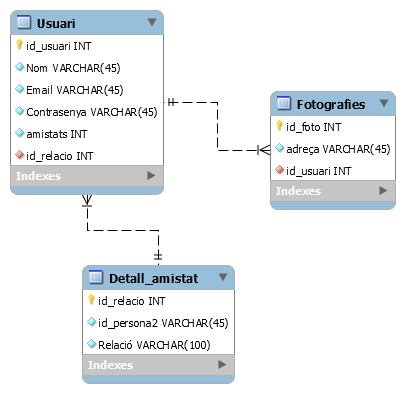 Usuari
id_usuari INT
Nom VARCHAR(45)
Email VARCHAR(45)
Contrasenya VARCHAR(45)
amistats INT
id_relacio INT
Indexes
Fotografies
id_foto INT
adreça VARCHAR(45)
id_usuari INT
Indexes
Detall_amistat
id_relacio INT
id_persona2 VARCHAR(45)
Relació VARCHAR(100)
Indexes